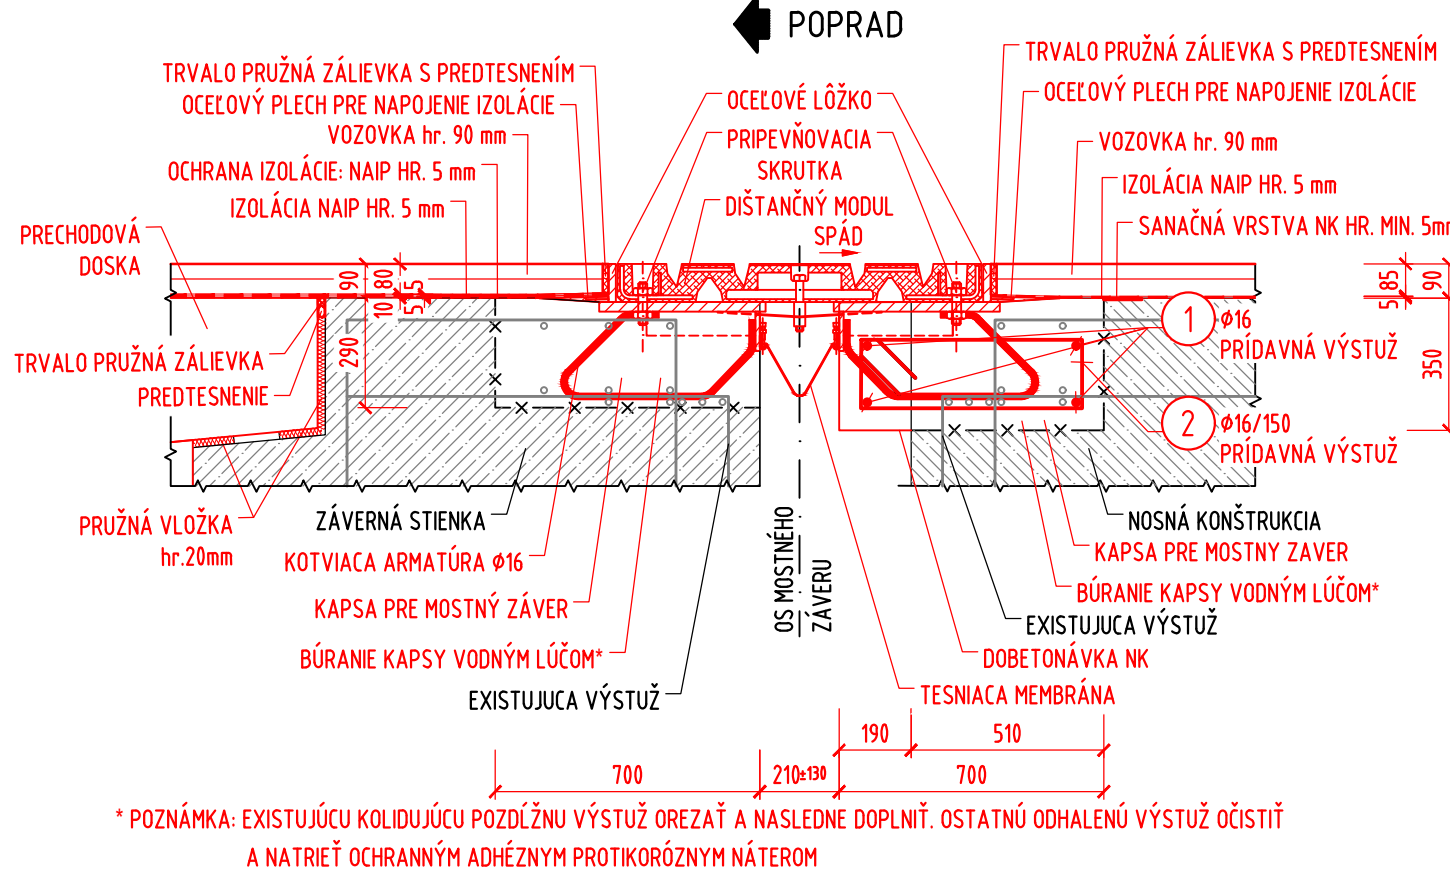 POPRAD
TRVALO PRUŽNÁ ZÁLIEVKA S PREDTESNENÍM
OCEĽOVÝ PLECH PRE NAPOJENIE IZOLÁCIE
VOZOVKA hr. 90 mm
OCHRANA IZOLÁCIE: NAIP HR. 5 mm
IZOLÁCIA NAIP HR. 5 mm
PRECHODOVÁ
DOSKA
OCEĽOVÉ LÔŽKO
PRIPEVŇOVACIA
SKRUTKA
DIŠTANČNÝ MODUL
SPÁD
TRVALO PRUŽNÁ ZÁLIEVKA S PREDTESNENÍM
OCEĽOVÝ PLECH PRE NAPOJENIE IZOLÁCIE
VOZOVKA hr. 90 mm
IZOLÁCIA NAIP HR. 5 mm
SANAČNÁ VRSTVA NK HR. MIN. 5mm
90
10
80
5
5
290
5
85
90
350
TRVALO PRUŽNÁ ZÁLIEVKA
PREDTESNENIE
1
Ø16
PRÍDAVNÁ VÝSTUŽ
2
Ø16/150
PRÍDAVNÁ VÝSTUŽ
PRUŽNÁ VLOŽKA
hr.20mm
ZÁVERNÁ STIENKA
KOTVIACA ARMATÚRA Ø16
KAPSA PRE MOSTNÝ ZÁVER
BÚRANIE KAPSY VODNÝM LÚČOM*
EXISTUJUCA VÝSTUŽ
OS MOSTNÉHO
ZÁVERU
NOSNÁ KONŠTRUKCIA
KAPSA PRE MOSTNY ZAVER
BÚRANIE KAPSY VODNÝM LÚČOM*
EXISTUJUCA VÝSTUŽ
DOBETONÁVKA NK
TESNIACA MEMBRÁNA
190
510
700
210±130
700
* POZNÁMKA: EXISTUJÚCU KOLIDUJÚCU POZDĹŽNU VÝSTUŽ OREZAŤ A NASLEDNE DOPLNIŤ. OSTATNÚ ODHALENÚ VÝSTUŽ OČISTIŤ
A NATRIEŤ OCHRANNÝM ADHÉZNYM PROTIKORÓZNYM NÁTEROM